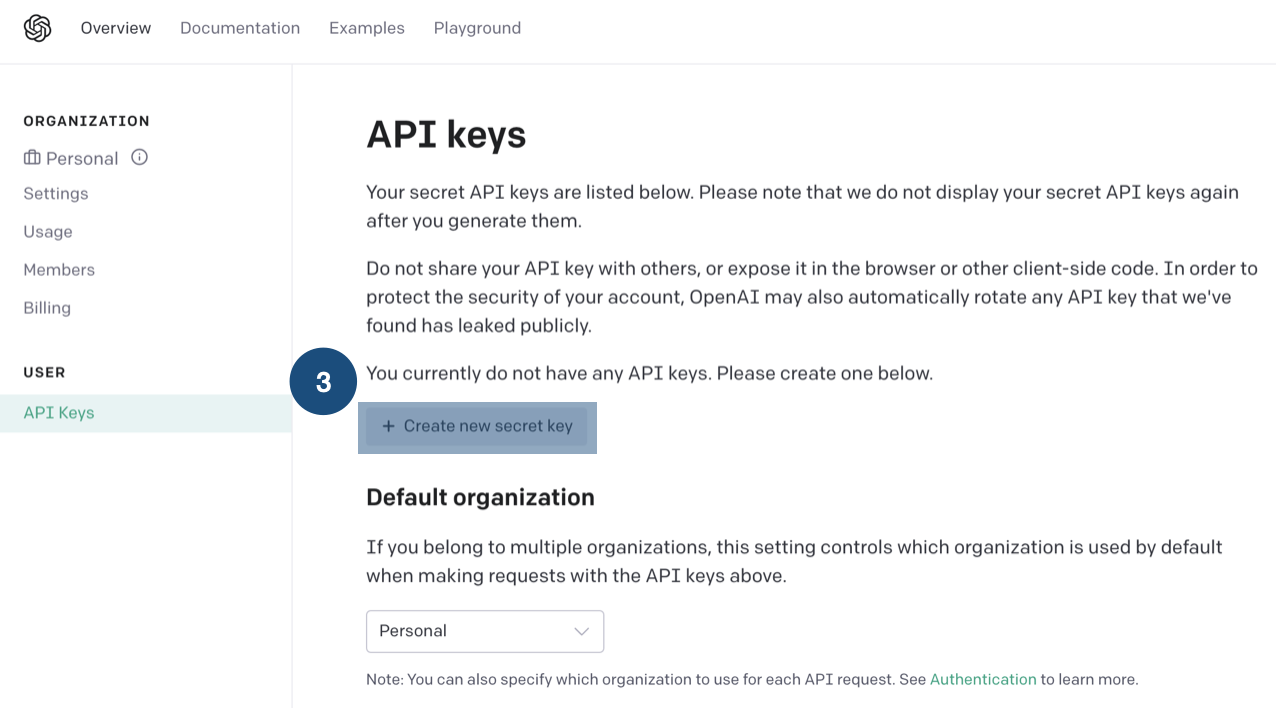 Overview Documentation Examples Playground
ORGANIZATION
Personal
Settings
Usage
Members
Billing
USER
API Keys
API keys
Your secret API keys are listed below. Please note that we do not display your secret API keys again
after you generate them.
Do not share your API key with others, or expose it in the browser or other client-side code. In order to
protect the security of your account, OpenAI may also automatically rotate any API key that we've
found has leaked publicly.
3
You currently do not have any API keys. Please create one below.
+ Create new secret key
Default organization
If you belong to multiple organizations, this setting controls which organization is used by default
when making requests with the API keys above.
Personal
Note: You can also specify which organization to use for each API request. See Authentication to learn more.